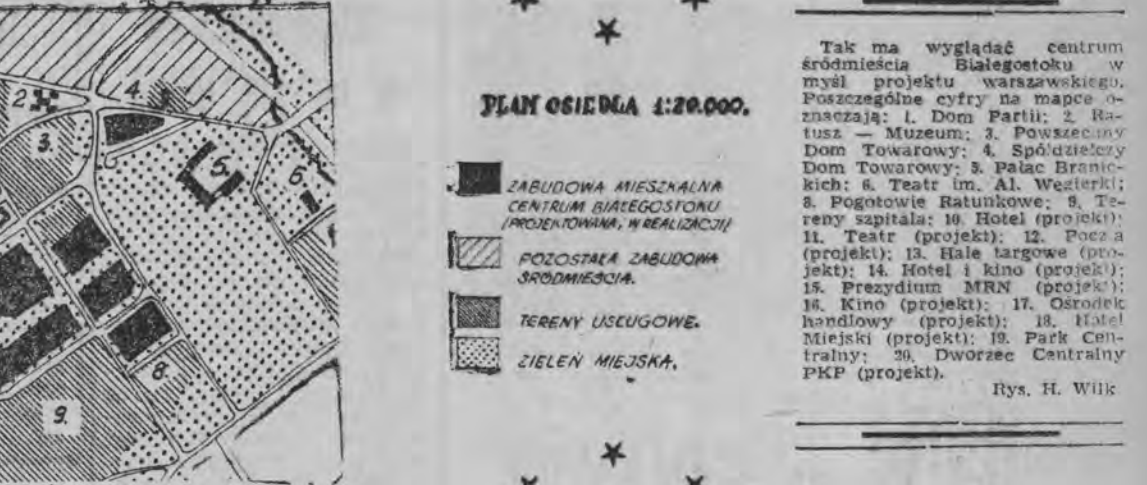 2
4.
3.
5.
6.
8.
9.
PLAN OSIEDLA 1:20.000.
ZABUDOWA MIESZKALNA
CENTRUM BIAŁEGOSTOKU
(PROJEKTOWANA, W REALIZACJI)
POZOSTAŁA ZABUDOWA
ŚRÓDMIEŚCIA.
TERENY USŁUGOWE.
ZIELEŃ MIEJSKA.
Tak ma wyglądać centrum
śródmieścia Białegostoku w
myśl projektu warszawskiego.
Poszczególne cyfry na mapce o-
znaczają: 1. Dom Partii; 2. Ra-
tusz — Muzeum; 3. Powszechny
Dom Towarowy; 4. Spółdzielczy
Dom Towarowy; 5. Pałac Branic-
kich; 6. Teatr im. Al. Węgierki;
8. Pogotowie Ratunkowe; 9. Te-
reny szpitala; 10. Hotel (projekt);
11. Teatr (projekt); 12. Poczta
(projekt); 13. Hale targowe (pro-
jekt); 14. Hotel i kino (projekt);
15. Prezydium MRN (projekt);
16. Kino (projekt); 17. Ośrodek
handlowy (projekt); 18. Hotel
Miejski (projekt); 19. Park Cen-
tralny; 20. Dworzec Centralny
PKP (projekt).
Rys. H. Wilk